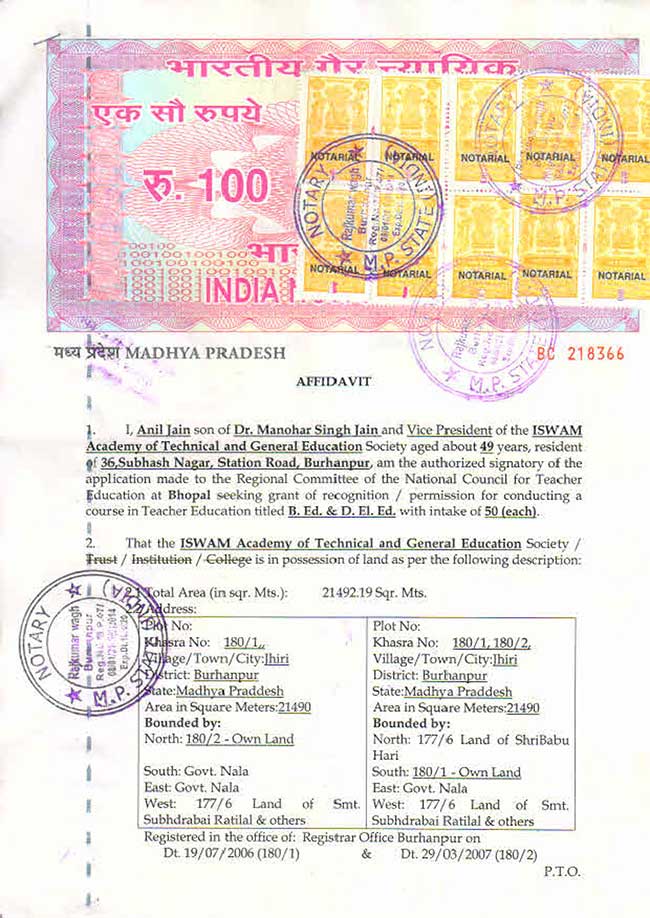 भारतीय गैर न्यायिक
एक सौ रुपये
रु. 100
भा
INDIA
NOTARIAL NOTARIAL NOTARIAL NOTARIAL NOTARIAL
NOTARIAL NOTARIAL NOTARIAL NOTARIAL NOTARIAL
NOTARY
Rajkumar wagh
M.P. STATE (INDIA)
मध्य प्रदेश MADHYA PRADESH
BC 218366
AFFIDAVIT
1. I, Anil Jain son of Dr. Manohar Singh Jain and Vice President of the ISWAM
Academy of Technical and General Education Society aged about 49 years, resident
of 36,Subhash Nagar, Station Road, Burhanpur, am the authorized signatory of the
application made to the Regional Committee of the National Council for Teacher
Education at Bhopal seeking grant of recognition / permission for conducting a
course in Teacher Education titled B. Ed. & D. El. Ed. with intake of 50 (each).
2. That the ISWAM Academy of Technical and General Education Society /
Trust / Institution / College is in possession of land as per the following description:
2.1 Total Area (in sqr. Mts.): 21492.19 Sqr. Mts.
2.2 Address:
Plot No:
Khasra No: 180/1,,
Village/Town/City:Jhiri
District: Burhanpur
State:Madhya Praddesh
Area in Square Meters:21490
Bounded by:
North: 180/2 - Own Land
South: Govt. Nala
East: Govt. Nala
West: 177/6 Land of Smt.
Subhdrabai Ratilal & others
Plot No:
Khasra No: 180/1, 180/2,
Village/Town/City:Jhiri
District: Burhanpur
State:Madhya Praddesh
Area in Square Meters:21490
Bounded by:
North: 177/6 Land of ShriBabu
Hari
South: 180/1 - Own Land
East: Govt. Nala
West: 177/6 Land of Smt.
Subhdrabai Ratilal & others
NOTARY
Rajkumar wagh
Burhanpur
M.P. STATE (INDIA)
Registered in the office of: Registrar Office Burhanpur on
Dt. 19/07/2006 (180/1) & Dt. 29/03/2007 (180/2)
P.T.O.